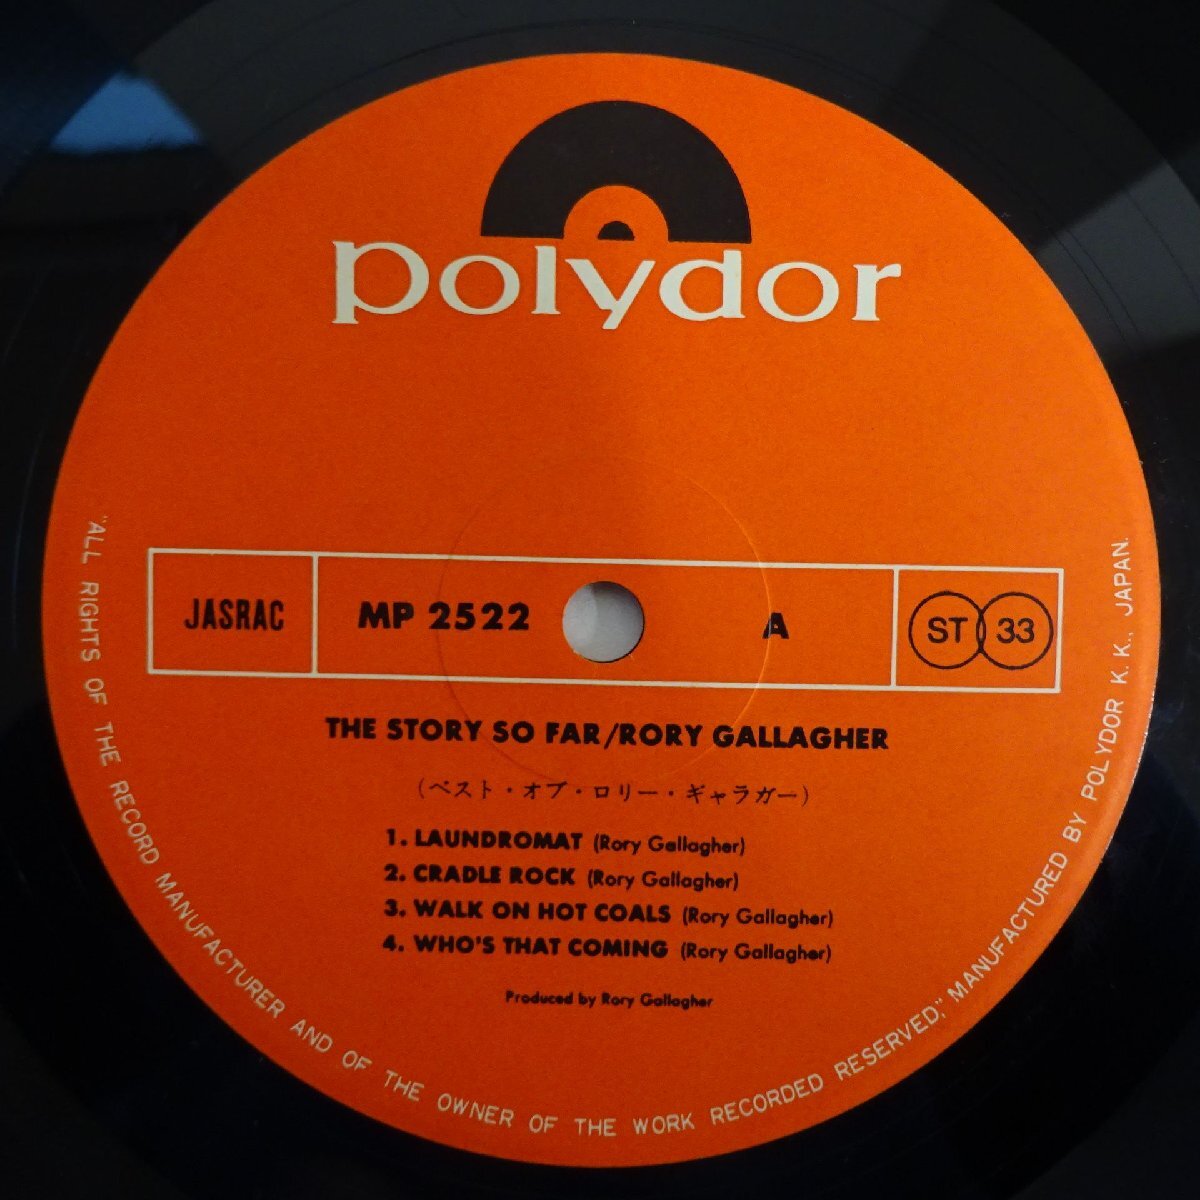 polydor
JASRAC
MP 2522
A
ST 33
THE STORY SO FAR/RORY GALLAGHER
(ベスト・オブ・ロリー・ギャラガー)
1. LAUNDROMAT (Rory Gallagher)
2. CRADLE ROCK (Rory Gallagher)
3. WALK ON HOT COALS (Rory Gallagher)
4. WHO'S THAT COMING (Rory Gallagher)
Produced by Rory Gallagher
"ALL RIGHTS OF THE RECORD MANUFACTURER AND OF THE OWNER OF THE WORK RECORDED RESERVED," MANUFACTURED BY POLYDOR K. K., JAPAN.